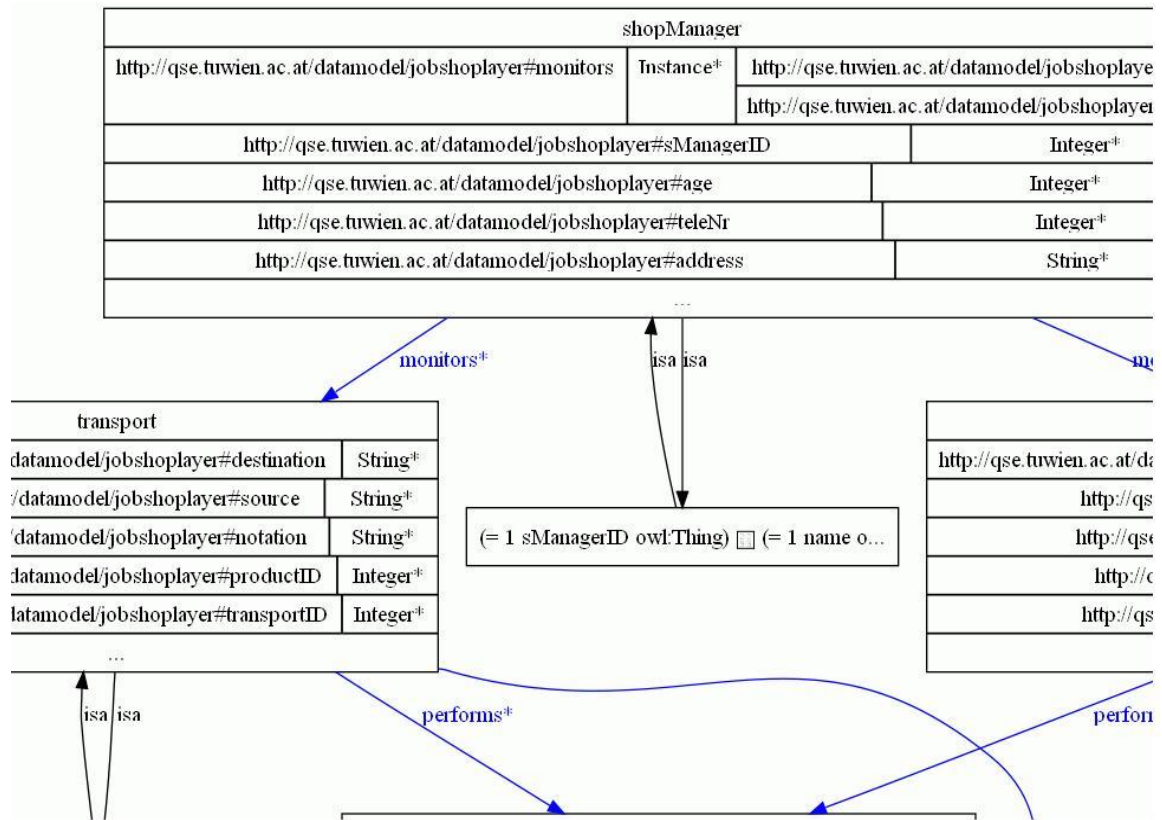 shopManager
http://qse.tuwien.ac.at/datamodel/jobshoplayer#monitors Instance* http://qse.tuwien.ac.at/datamodel/jobshoplaye
http://qse.tuwien.ac.at/datamodel/jobshoplayer
http://qse.tuwien.ac.at/datamodel/jobshoplayer#sManagerID Integer*
http://qse.tuwien.ac.at/datamodel/jobshoplayer#age Integer*
http://qse.tuwien.ac.at/datamodel/jobshoplayer#teleNr Integer*
http://qse.tuwien.ac.at/datamodel/jobshoplayer#address String*
...
monitors* isa isa mo
transport
datamodel/jobshoplayer#destination String* http://qse.tuwien.ac.at/da
/datamodel/jobshoplayer#source String* http://qs
/datamodel/jobshoplayer#notation String* http://qse
(= 1 sManagerID owl:Thing) (= 1 name o...
datamodel/jobshoplayer#productID Integer* http://
datamodel/jobshoplayer#transportID Integer* http://qs
...
isa isa performs* perfor